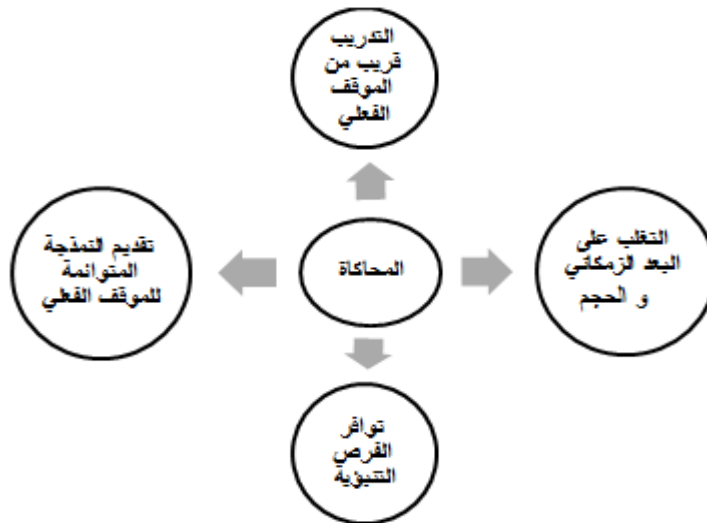 التدريب
قريب من
الموقف
الفعلي
التغلب على
البعد الزمكاني
و الحجم
المحاكاة
تقديم النمذجة
المتوائمة
للموقف الفعلي
توافر
الفرص
التنبؤية